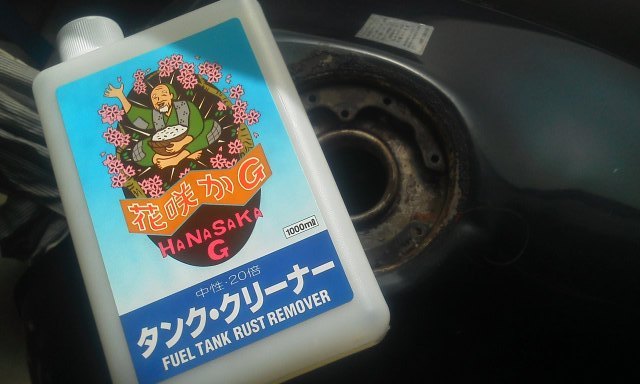 花咲かG
HANASAKA
G
1000ml
中性・20倍
タンク・クリーナー
FUEL TANK RUST REMOVER